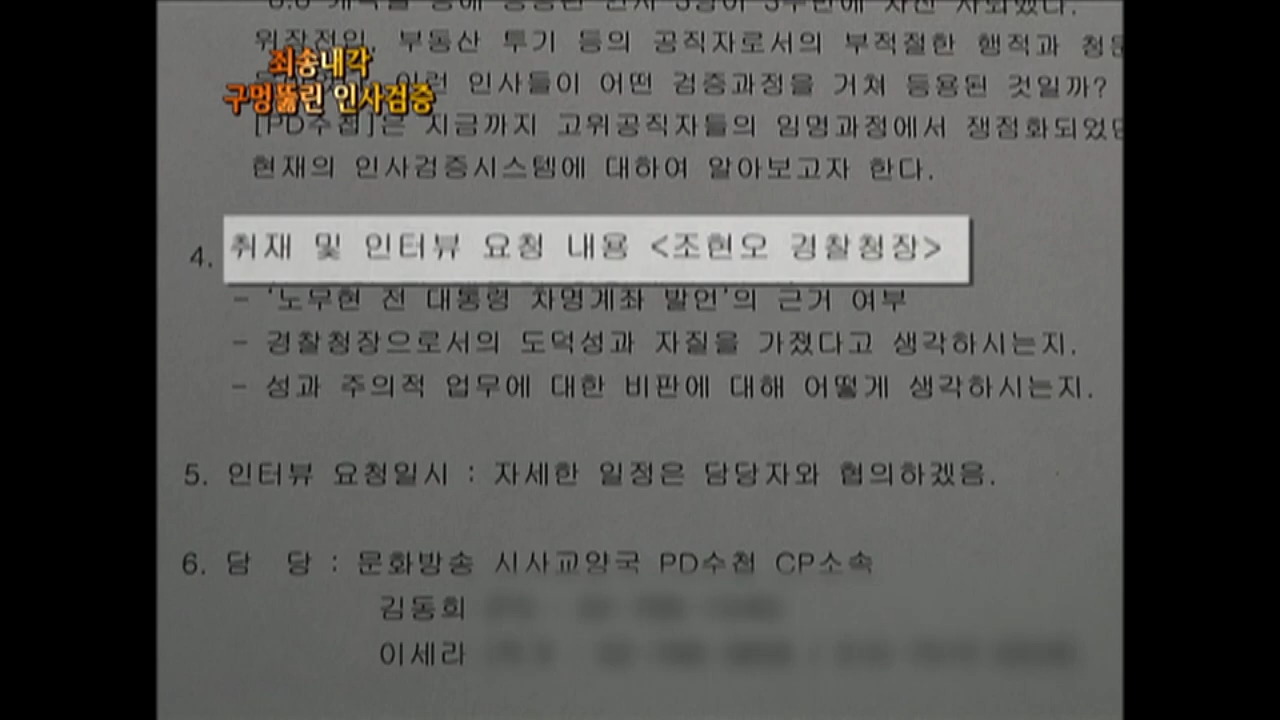 죄송내각
구멍뚫린 인사검증
위장전입, 부동산 투기 등의 공직자로서의 부적절한 행적과
이런 인사들이 어떤 검증과정을 거쳐 등용된 것일까?
[PD수첩]은 지금까지 고위공직자들의 임명과정에서 쟁점화되었던
현재의 인사검증시스템에 대하여 알아보고자 한다.
4. 취재 및 인터뷰 요청 내용 <조현오 경찰청장>
- '노무현 전 대통령 차명계좌 발언'의 근거 여부
- 경찰청장으로서의 도덕성과 자질을 가졌다고 생각하시는지.
- 성과 주의적 업무에 대한 비판에 대해 어떻게 생각하시는지.
5. 인터뷰 요청일시 : 자세한 일정은 담당자와 협의하겠음.
6. 담 당 : 문화방송 시사교양국 PD수첩 CP소속
김동희
이세라